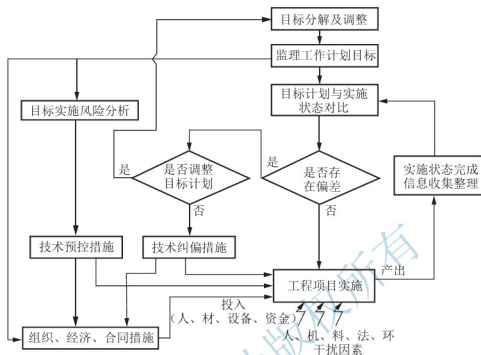 目标分解及调整
监理工作计划目标
目标计划与实施
状态对比
目标实施风险分析
是
是否调整
目标计划
是
是否存
在偏差
实施状态完成
信息收集整理
否
否
技术预控措施
技术纠偏措施
工程项目实施
产出
投入
(人、材、设备、资金)
人、机、料、法、环
干扰因素
组织、经济、合同措施
版权所有